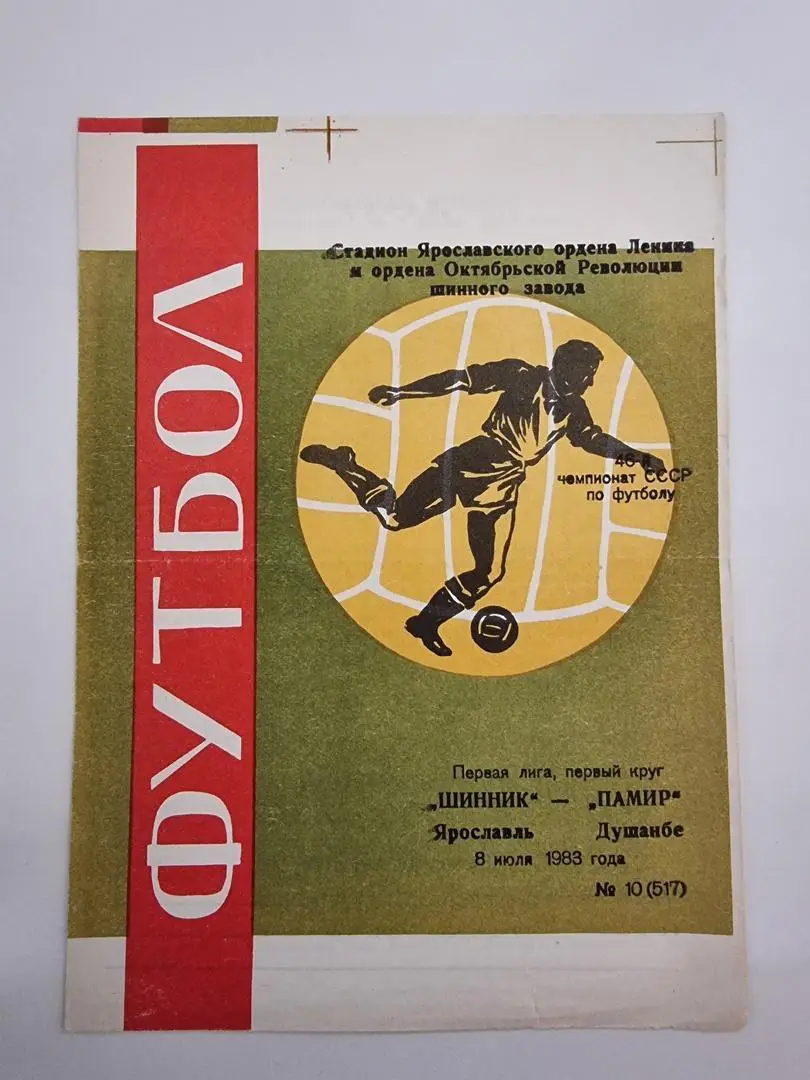 ФУТБОЛ
Стадион Ярославского ордена Ленина
и ордена Октябрьской Революции
шинного завода
46-й
чемпионат СССР
по футболу
Первая лига, первый круг
„ШИННИК“ — „ПАМИР“
Ярославль Душанбе
8 июля 1983 года
№ 10 (517)